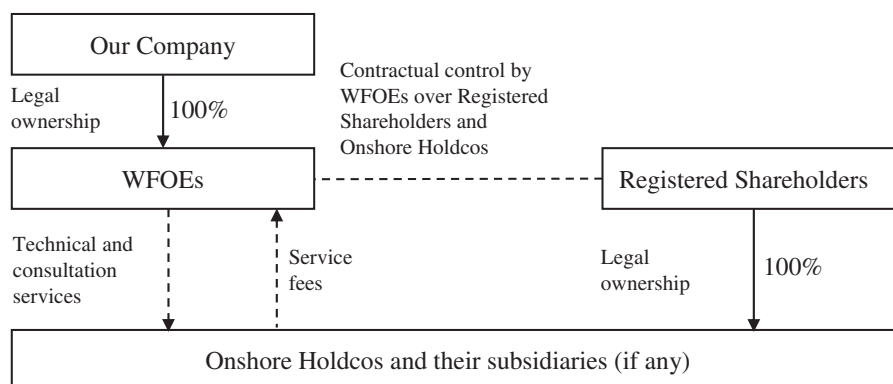 Our Company
Legal
ownership
100%
Contractual control by
WFOEs over Registered
Shareholders and
Onshore Holdcos
WFOEs
Registered Shareholders
Technical and
consultation
services
Service
fees
Legal
ownership
100%
Onshore Holdcos and their subsidiaries (if any)